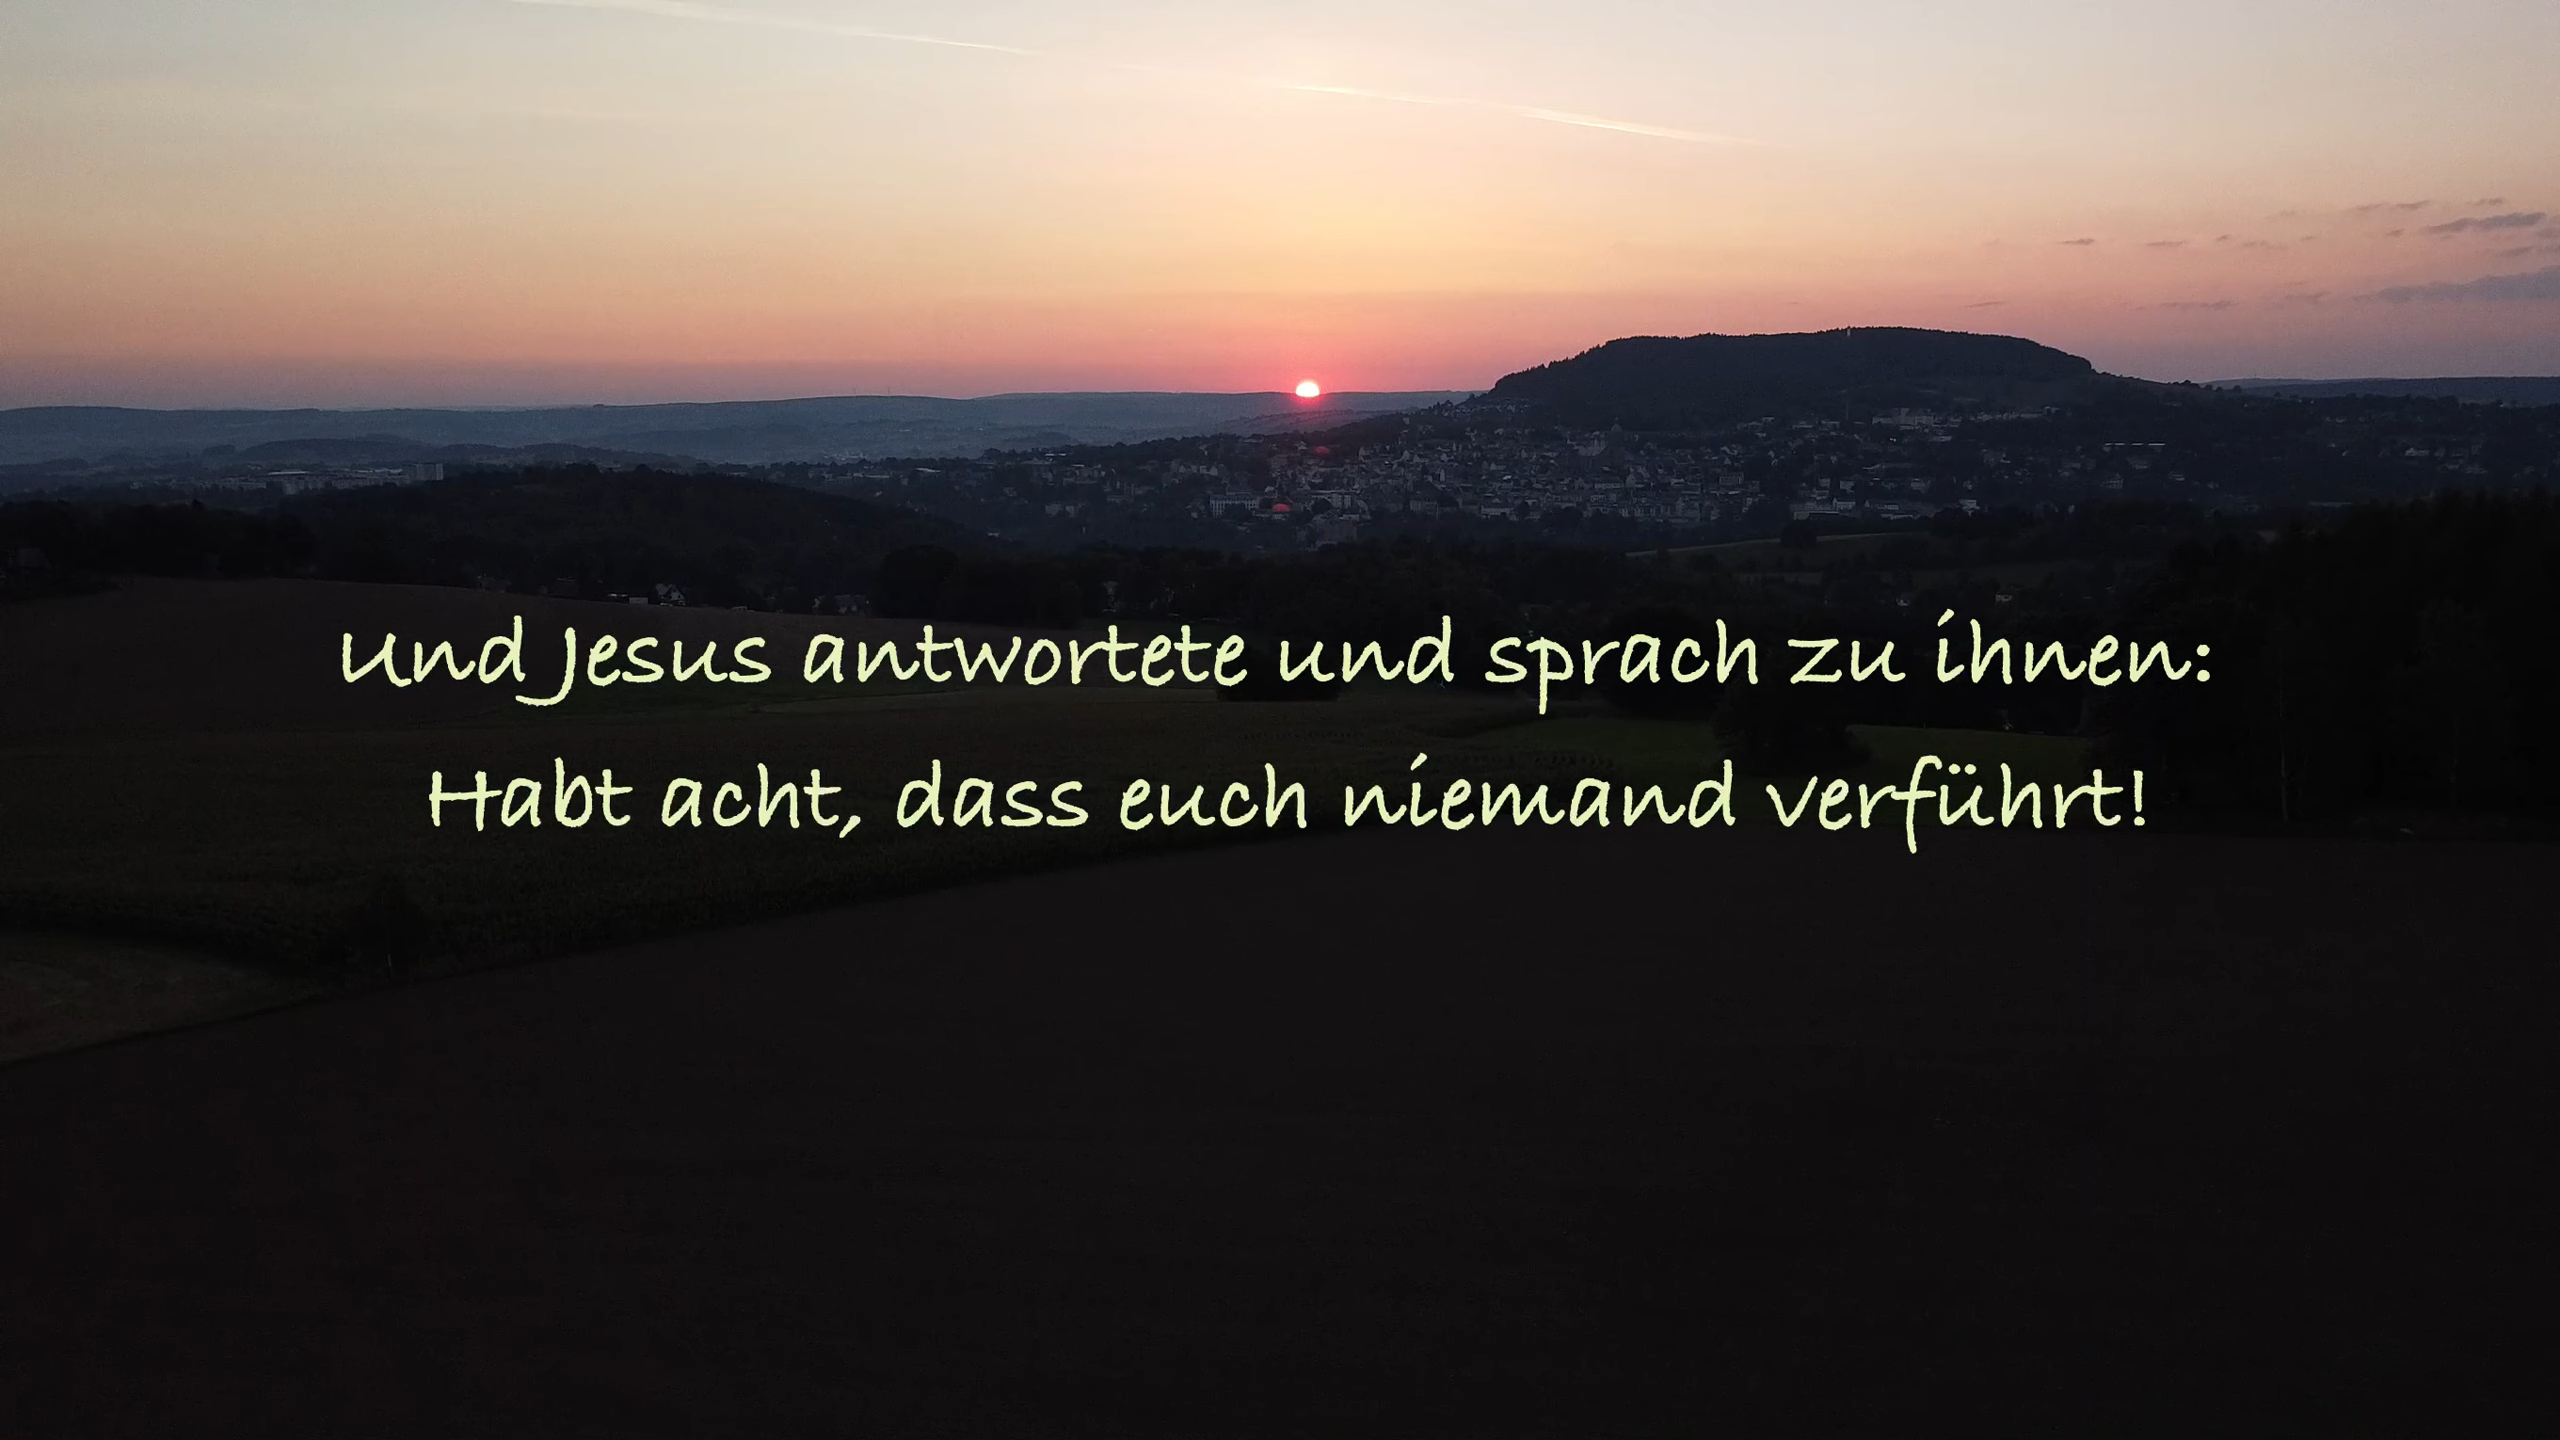 Und Jesus antwortete und sprach zu ihnen:
Habt acht, dass euch niemand verführt!